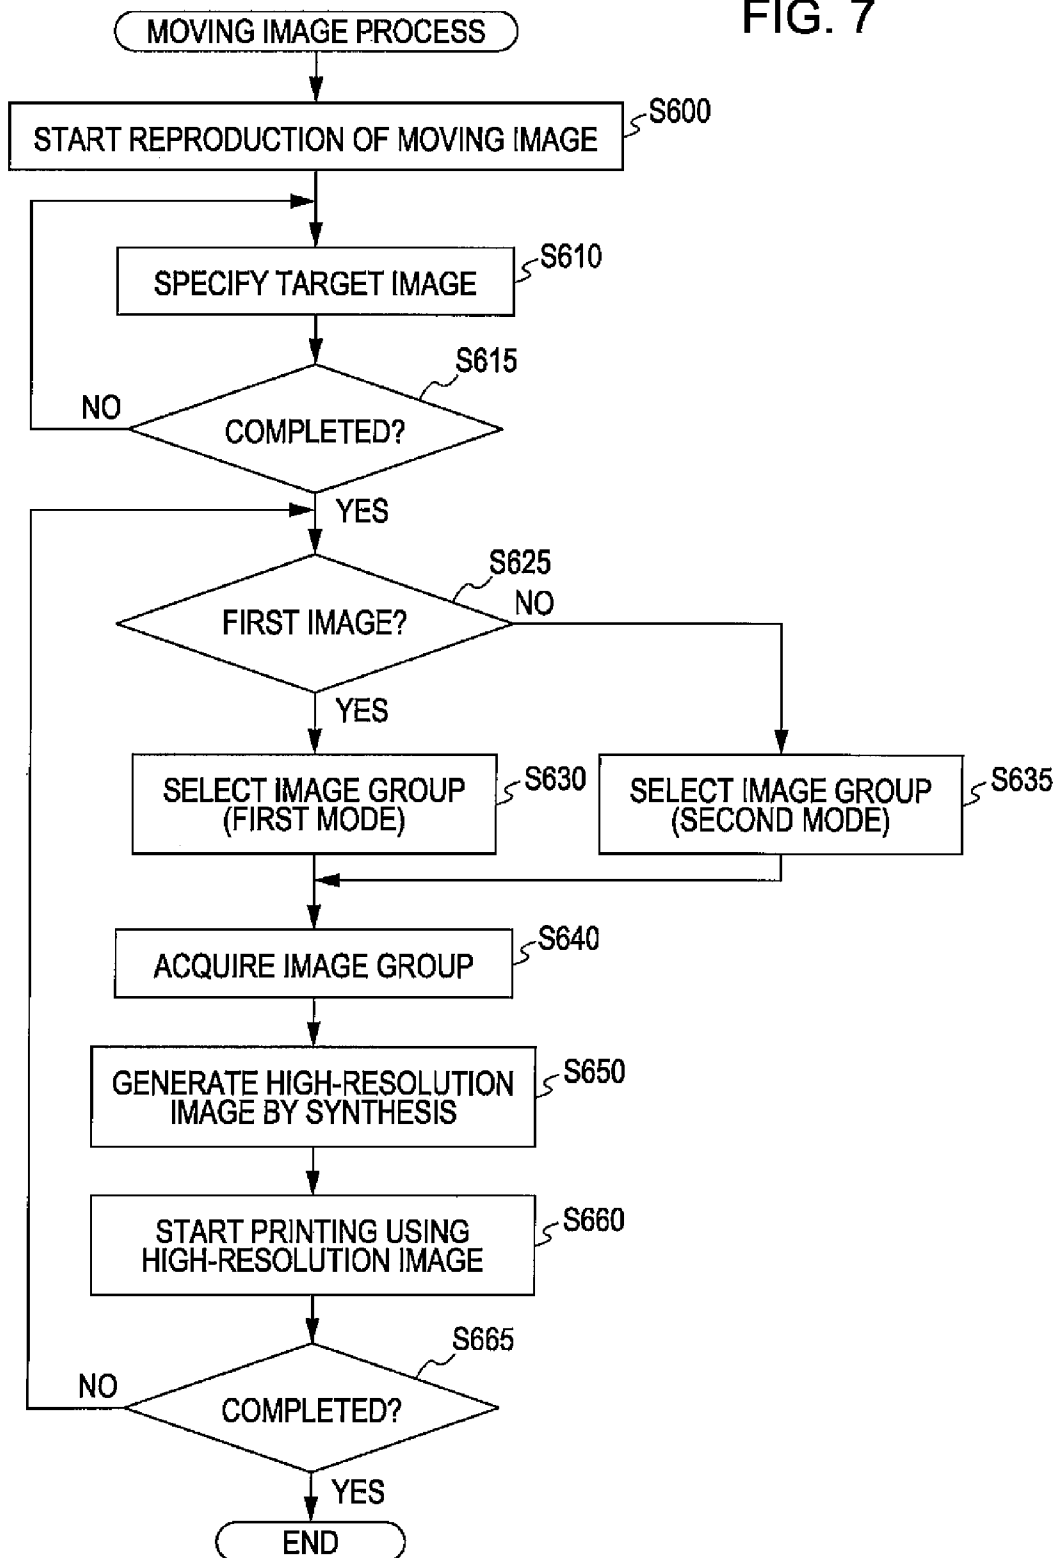 FIG. 7
MOVING IMAGE PROCESS
START REPRODUCTION OF MOVING IMAGE
S600
SPECIFY TARGET IMAGE
S610
S615
COMPLETED?
NO
YES
S625
FIRST IMAGE?
NO
YES
SELECT IMAGE GROUP
(FIRST MODE)
S630
SELECT IMAGE GROUP
(SECOND MODE)
S635
ACQUIRE IMAGE GROUP
S640
GENERATE HIGH-RESOLUTION
IMAGE BY SYNTHESIS
S650
START PRINTING USING
HIGH-RESOLUTION IMAGE
S660
S665
COMPLETED?
NO
YES
END